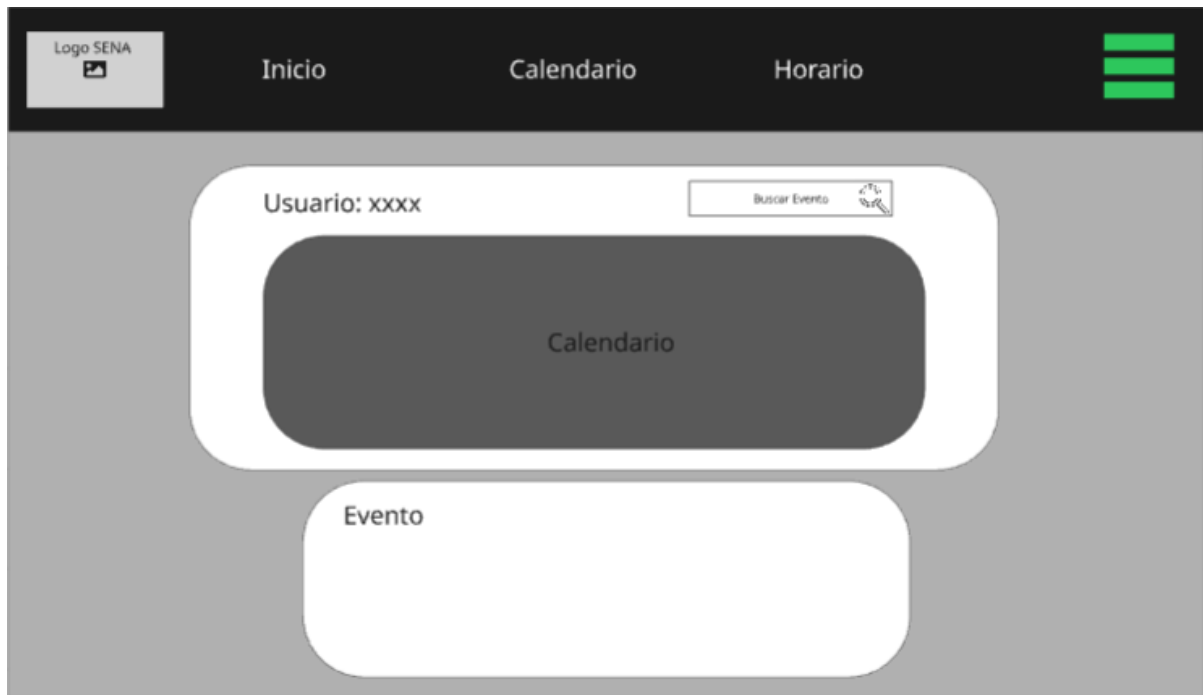 Logo SENA
Inicio
Calendario
Horario
Usuario: xxxx
Buscar Evento
Calendario
Evento